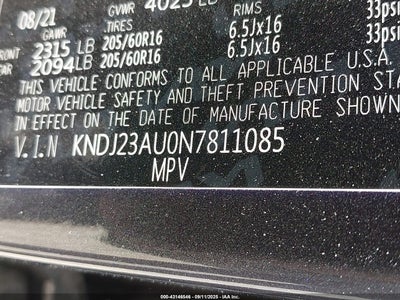 08/21 GVWR 4025 LB
GAWR TIRES RIMS 33psi
FRONT 2315 LB 205/60R16 6.5Jx16
REAR 2094 LB 205/60R16 6.5Jx16 33psi
THIS VEHICLE CONFORMS TO ALL APPLICABLE U.S.A.
MOTOR VEHICLE SAFETY AND THEFT PREVENTION STA
IN EFFECT ON THE DATE OF MANUFACTURE SHOWN
V.I.N KNDJ23AU0N7811085
MPV
000-43146546 - 09/11/2025 - IAA Inc.